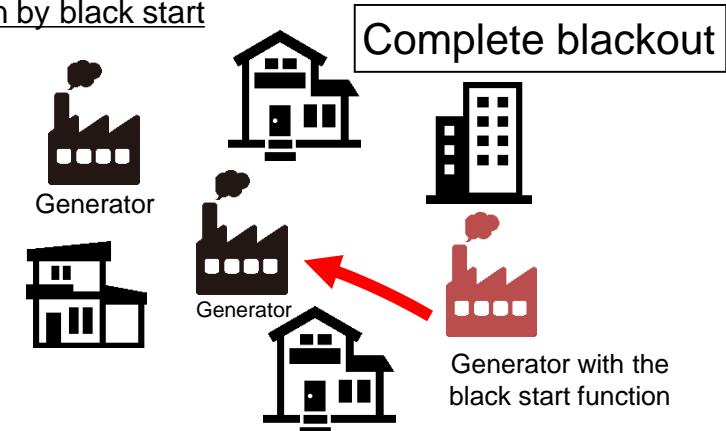 by black start
Complete blackout
Generator
Generator
Generator with the
black start function